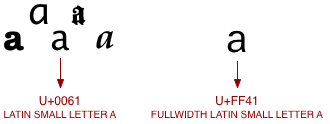 a a
a a a a
U+0061 U+FF41
LATIN SMALL LETTER A FULLWIDTH LATIN SMALL LETTER A